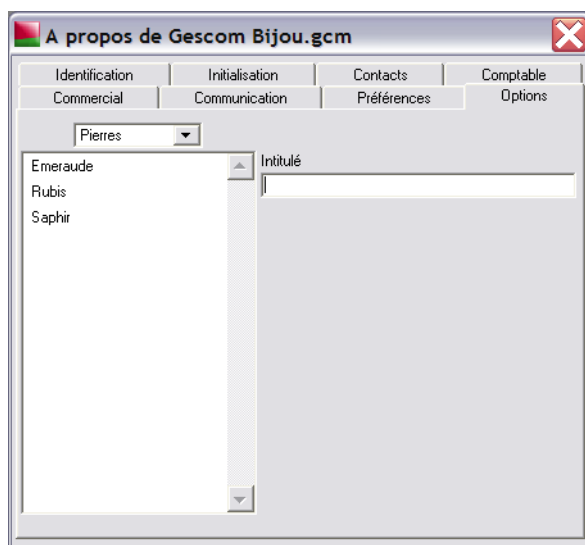 A propos de Gescom Bijou.gcm
Identification Initialisation Contacts Comptable
Commercial Communication Préférences Options
Pierres
Emeraude
Rubis
Saphir
Intitulé